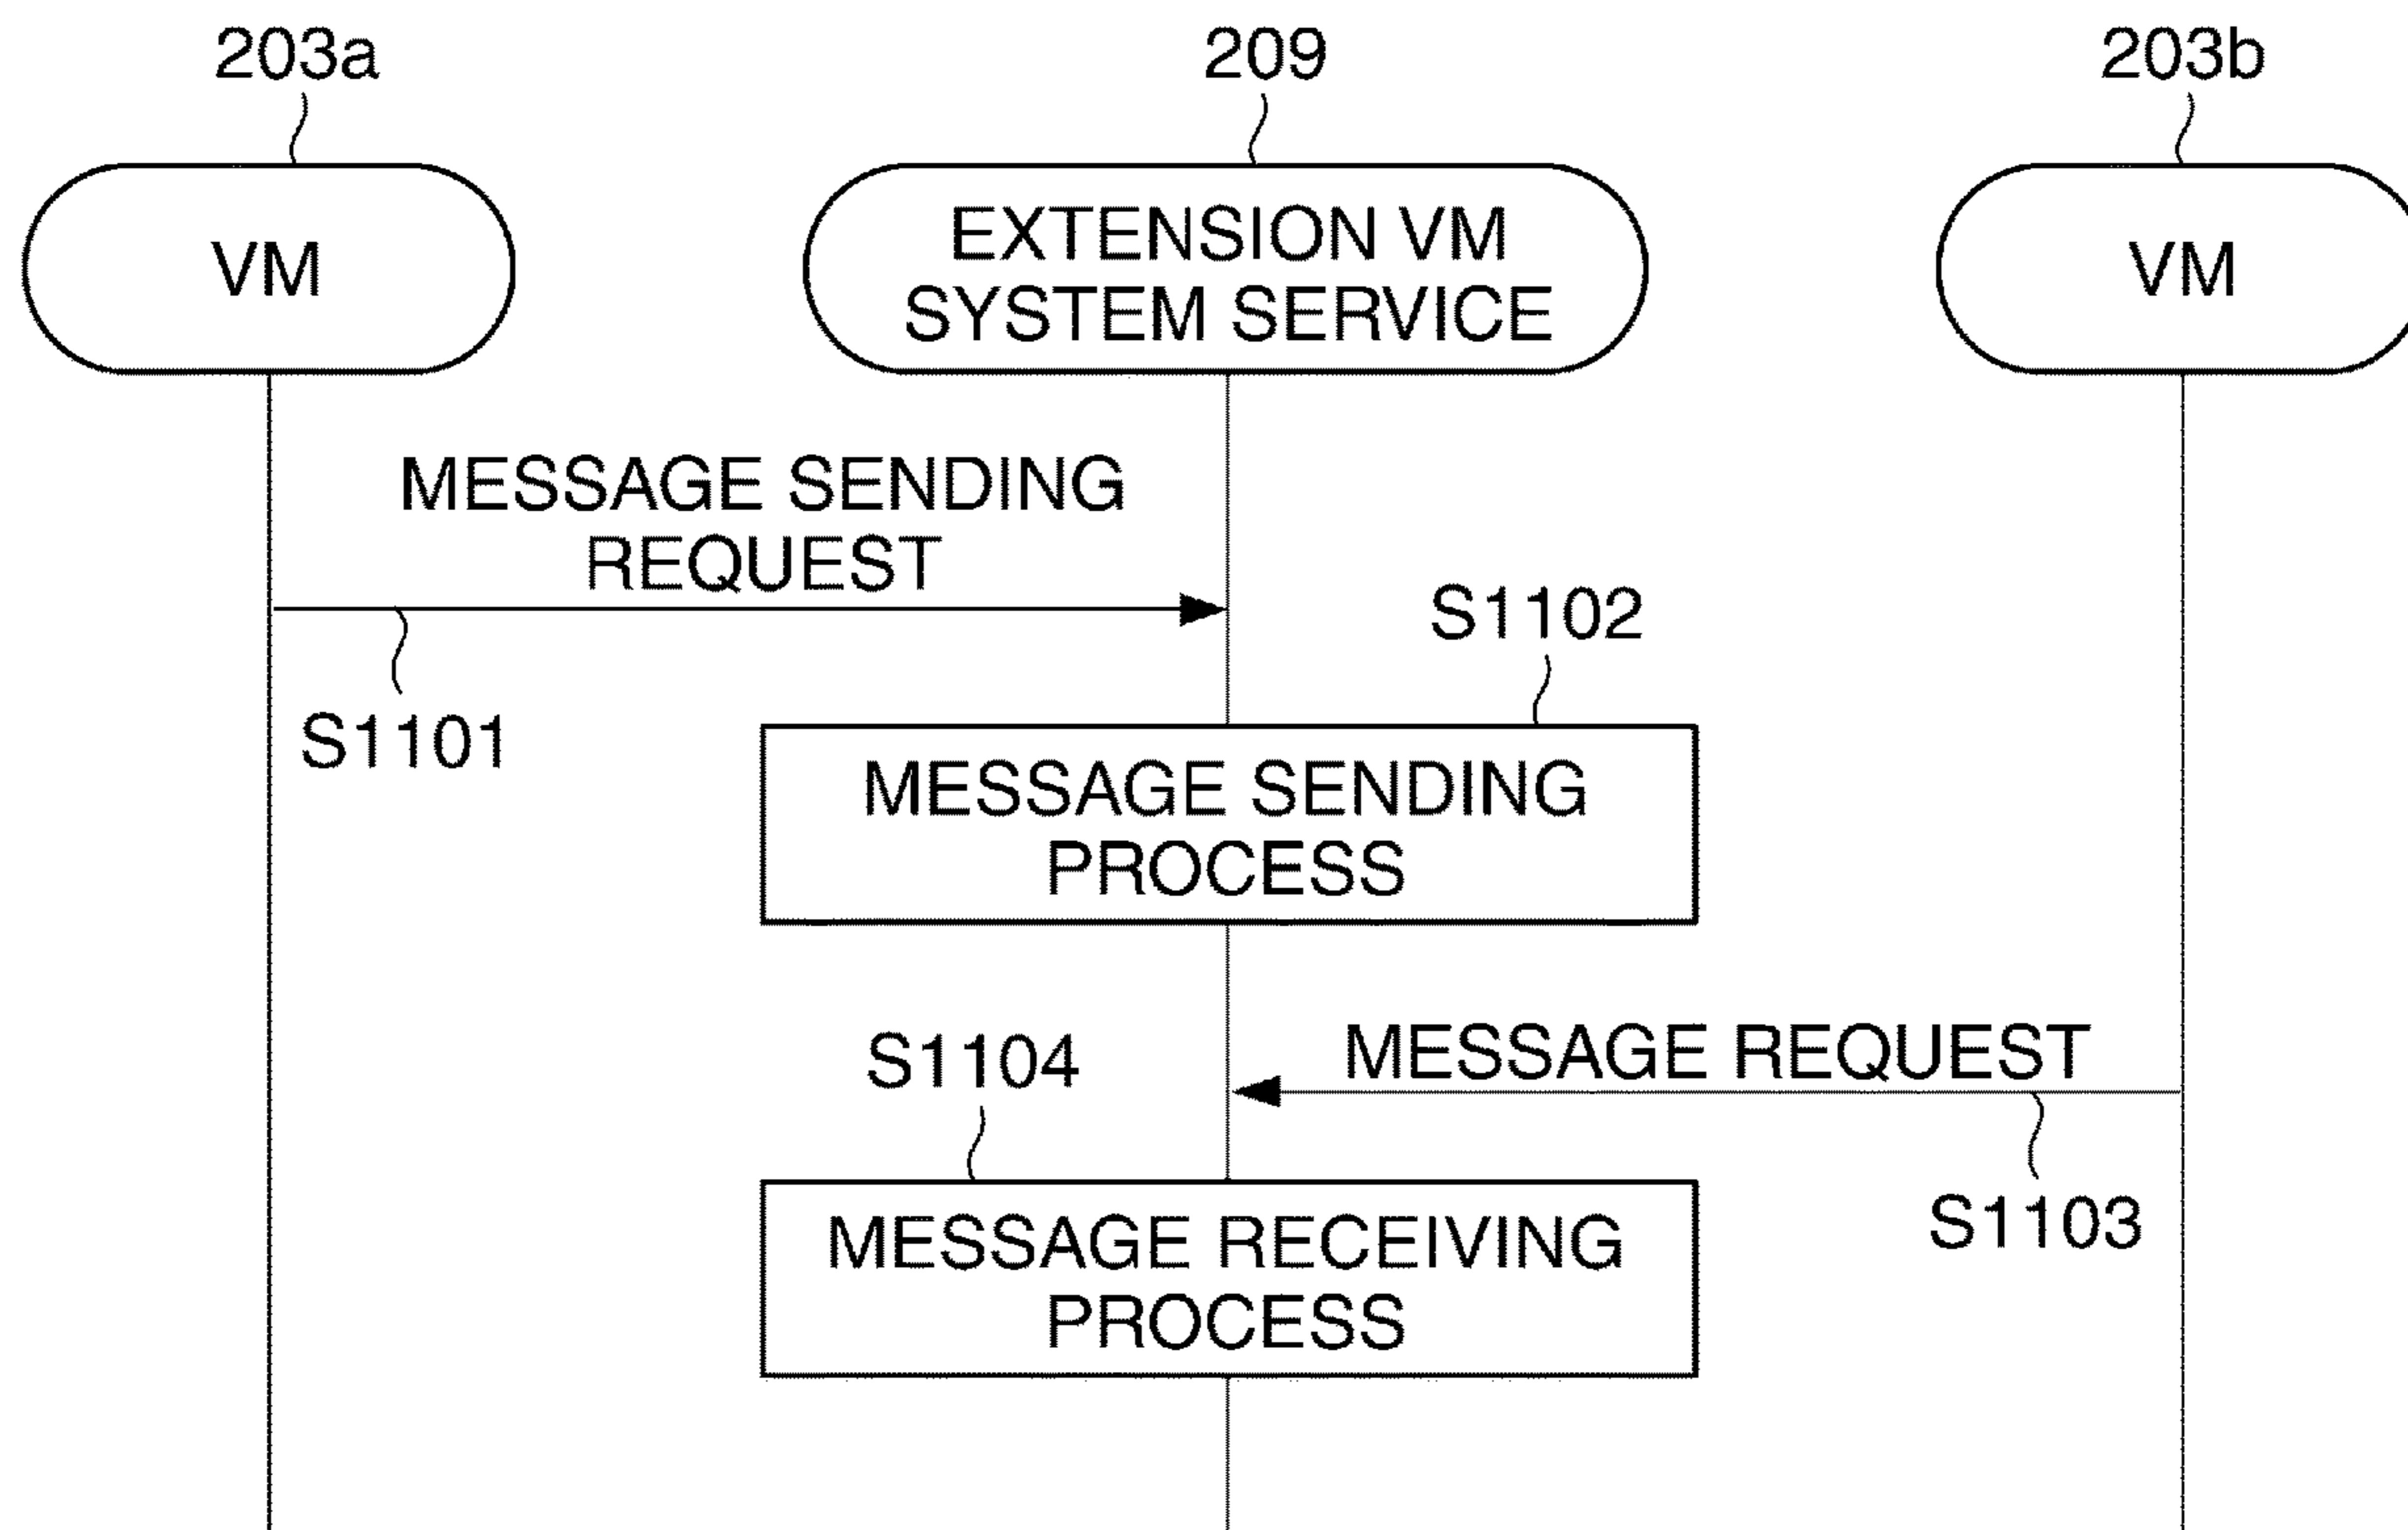 203a
209
203b
VM
EXTENSION VM
SYSTEM SERVICE
VM
MESSAGE SENDING
REQUEST
S1101
S1102
MESSAGE SENDING
PROCESS
MESSAGE REQUEST
S1104
S1103
MESSAGE RECEIVING
PROCESS